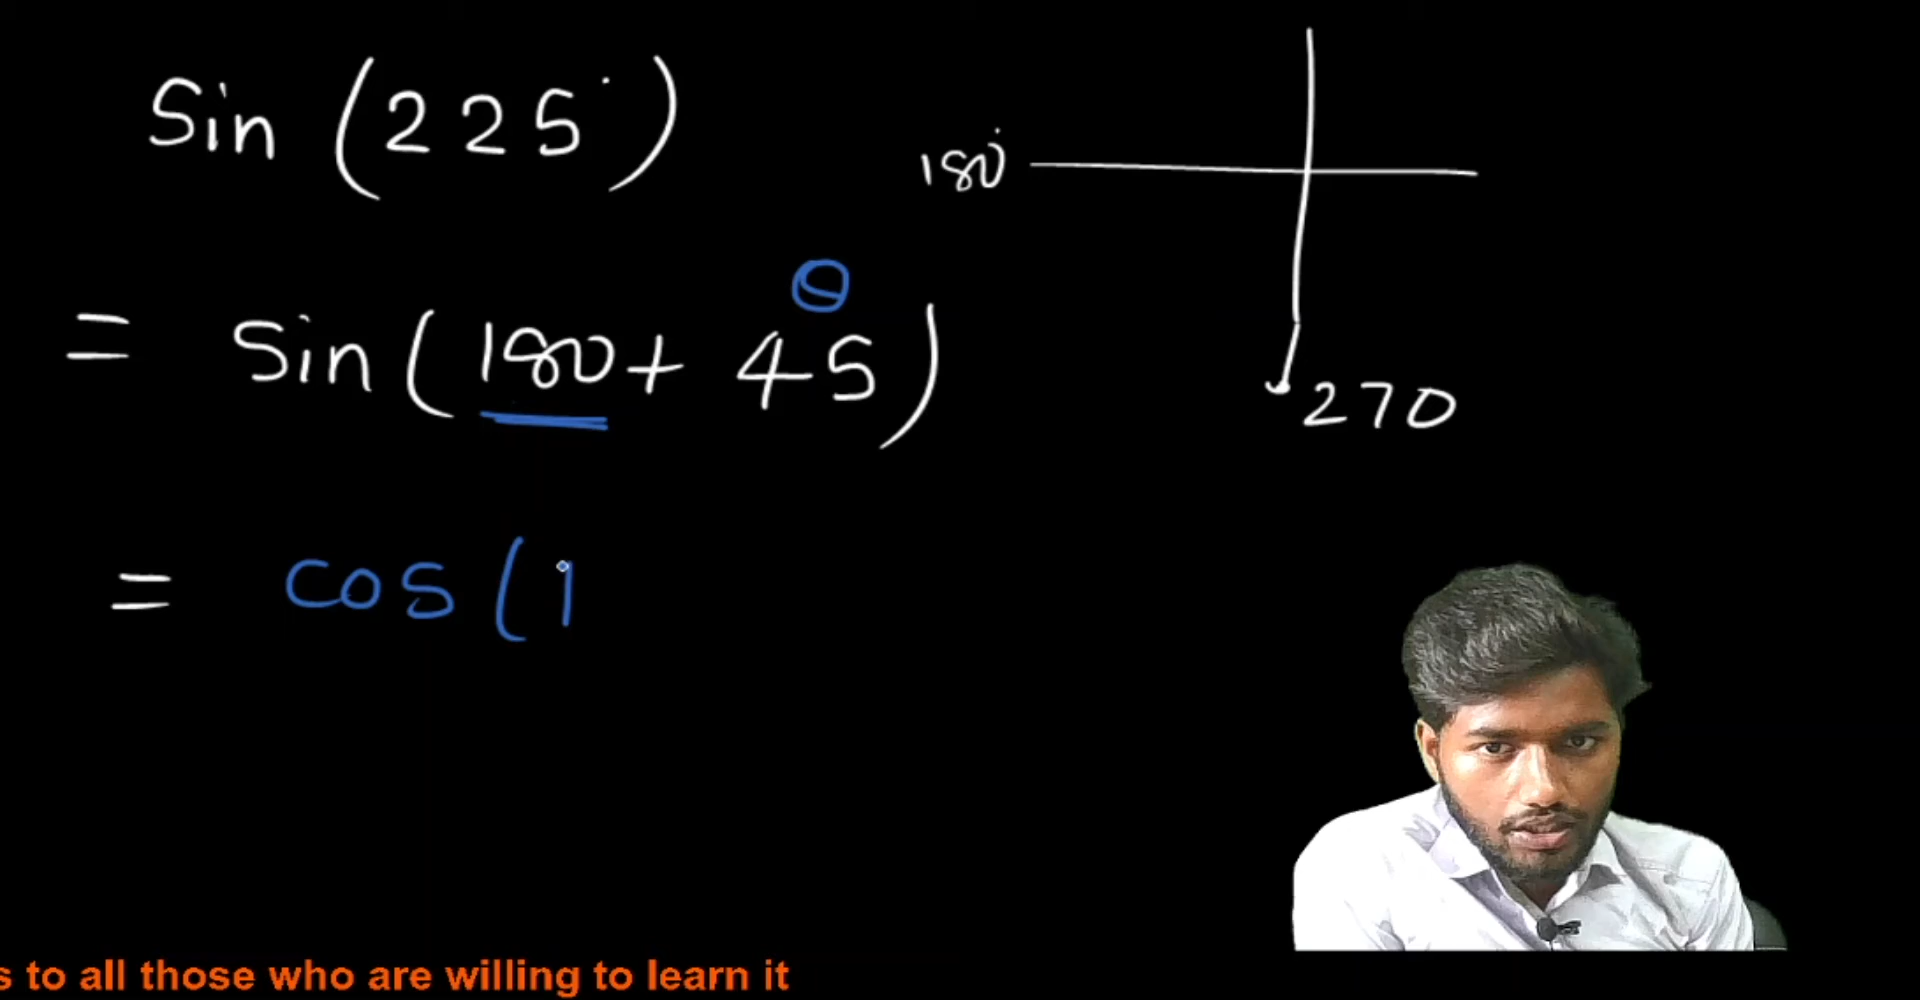 Sin (225°)
180°
θ
= Sin(180+ 45)
270
= cos (1
s to all those who are willing to learn it